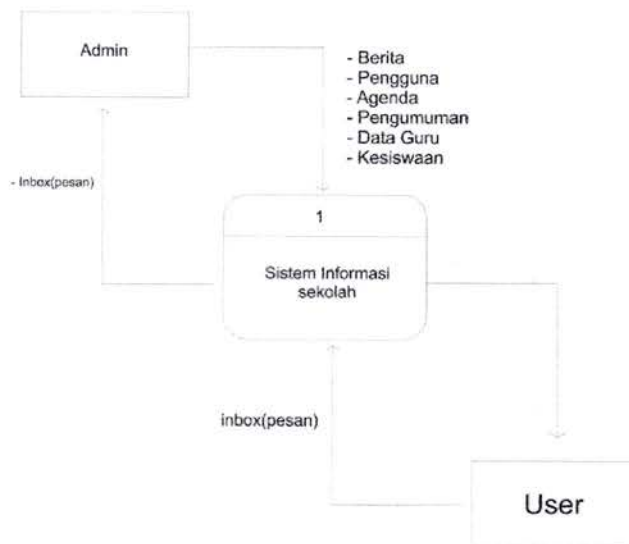 Admin
- Berita
- Pengguna
- Agenda
- Pengumuman
- Data Guru
- Kesiswaan
- Inbox(pesan)
1
Sistem Informasi
sekolah
inbox(pesan)
User